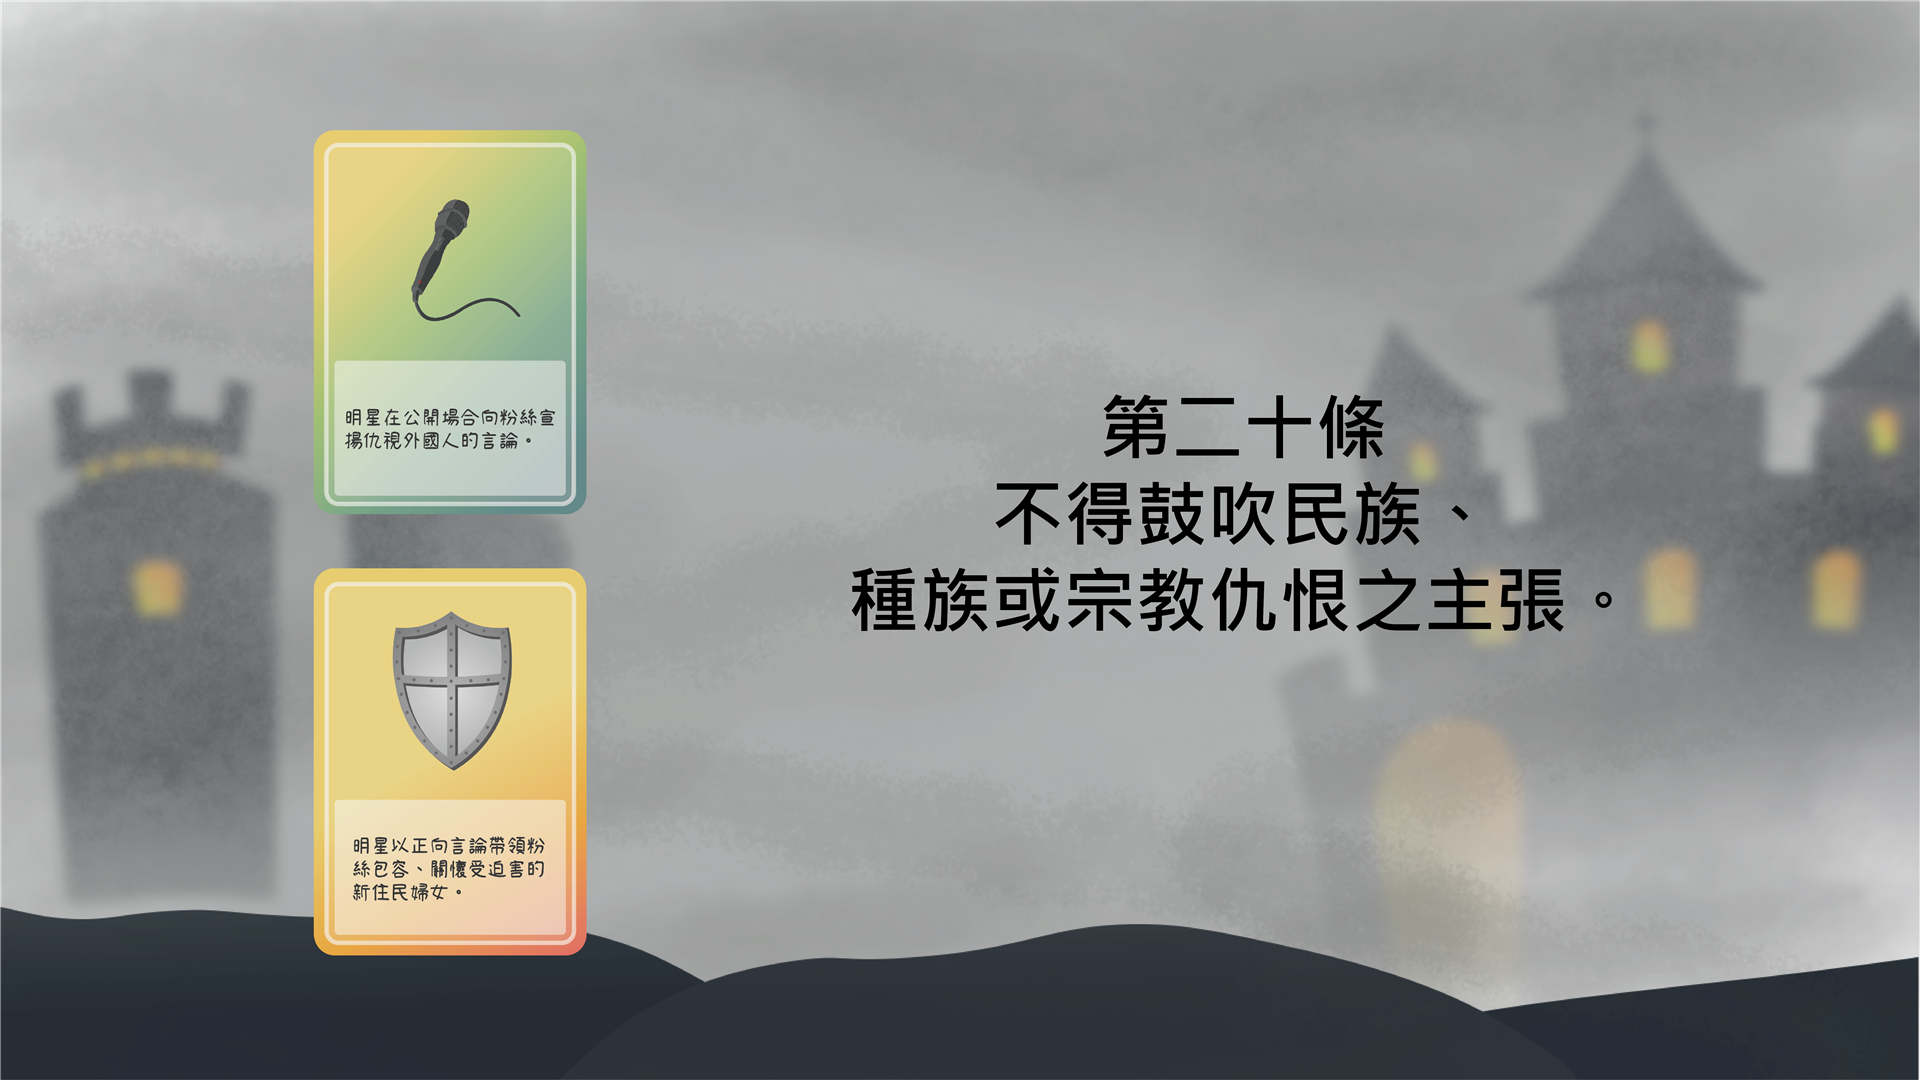 明星在公開場合向粉絲宣
揚仇視外國人的言論。
明星以正向言論帶領粉
絲包容、關懷受迫害的
新住民婦女。
第二十條
不得鼓吹民族、
種族或宗教仇恨之主張。